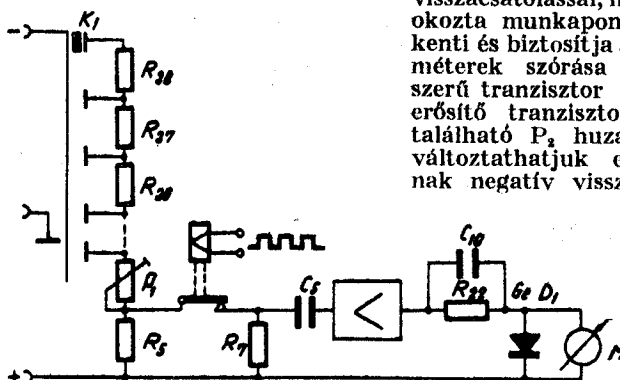 visszacsatolással,
okozta munkapon
kenti és biztosítja
méterek szórása
szerű tranzisztor
erősítő tranziszto
található P₂ huza
változtathatjuk e
nak negatív vissz
K₁
R₃₈
R₃₇
R₃₆
P₁
R₅
R₇
C₅
C₁₀
R₂₂
Ge D₁
M